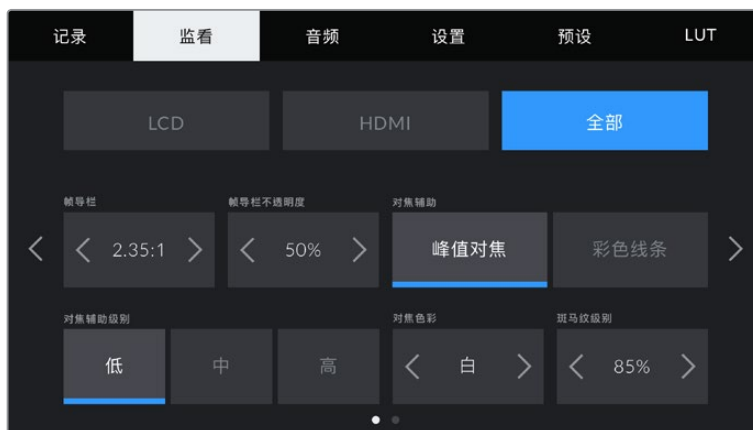 记录 监看 音频 设置 预设 LUT
LCD HDMI 全部
帧导栏 帧导栏不透明度 对焦辅助
2.35:1 50% 峰值对焦 彩色线条
对焦辅助级别 对焦色彩 斑马纹级别
低 中 高 白 85%